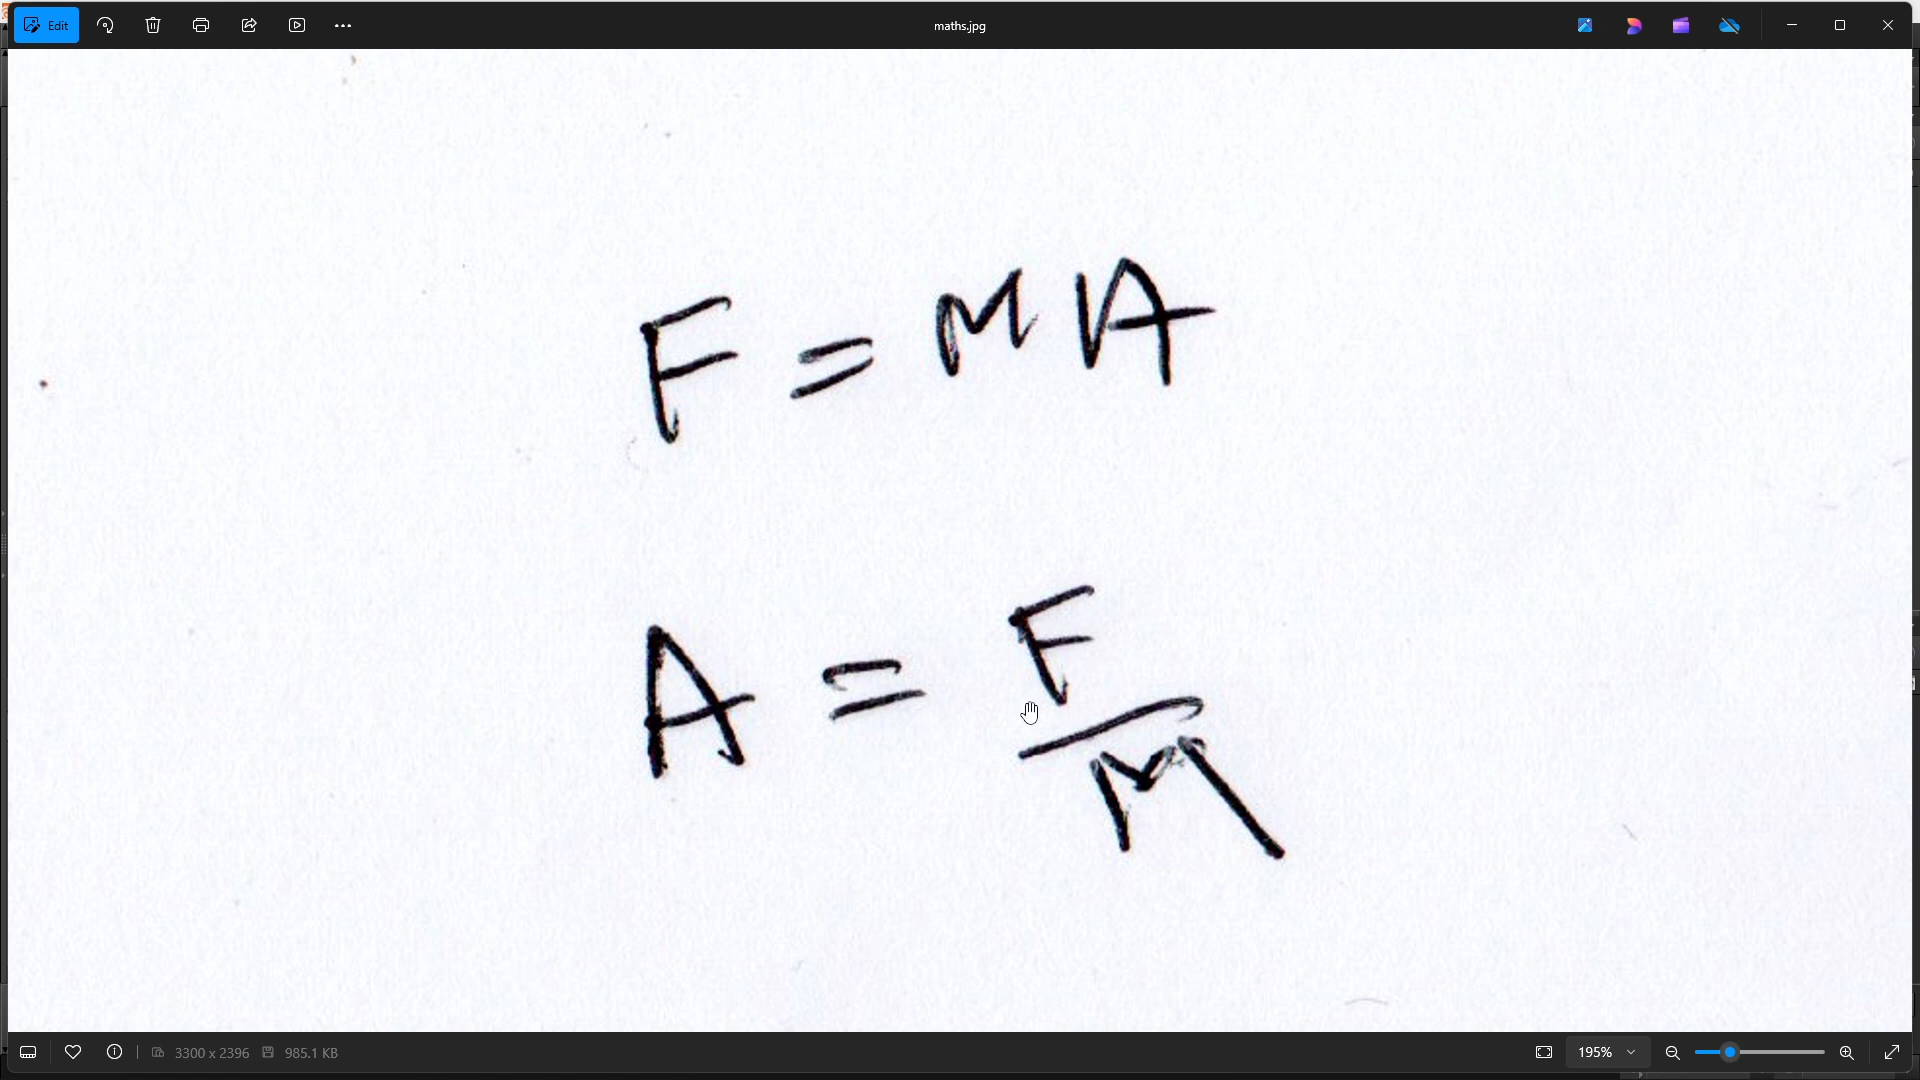 Edit
maths.jpg
F = MA
A = F/M
3300 x 2396
985.1 KB
195%